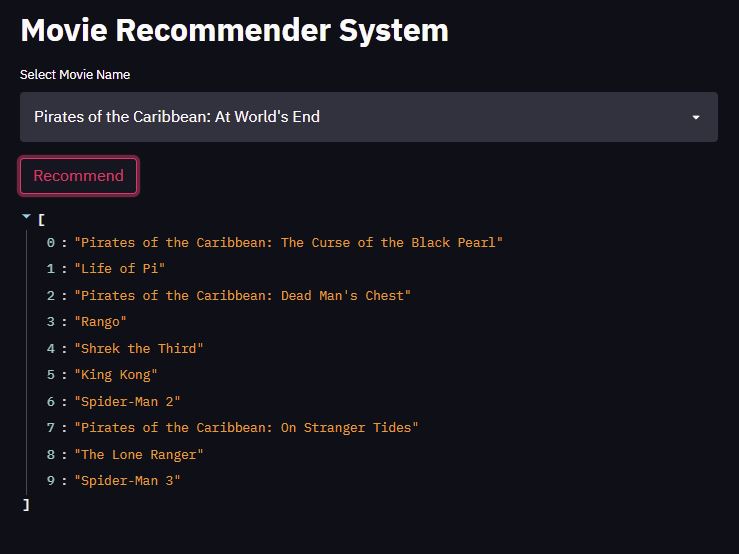 Movie Recommender System
Select Movie Name
Pirates of the Caribbean: At World's End
Recommend
[
0 : "Pirates of the Caribbean: The Curse of the Black Pearl"
1 : "Life of Pi"
2 : "Pirates of the Caribbean: Dead Man's Chest"
3 : "Rango"
4 : "Shrek the Third"
5 : "King Kong"
6 : "Spider-Man 2"
7 : "Pirates of the Caribbean: On Stranger Tides"
8 : "The Lone Ranger"
9 : "Spider-Man 3"
]